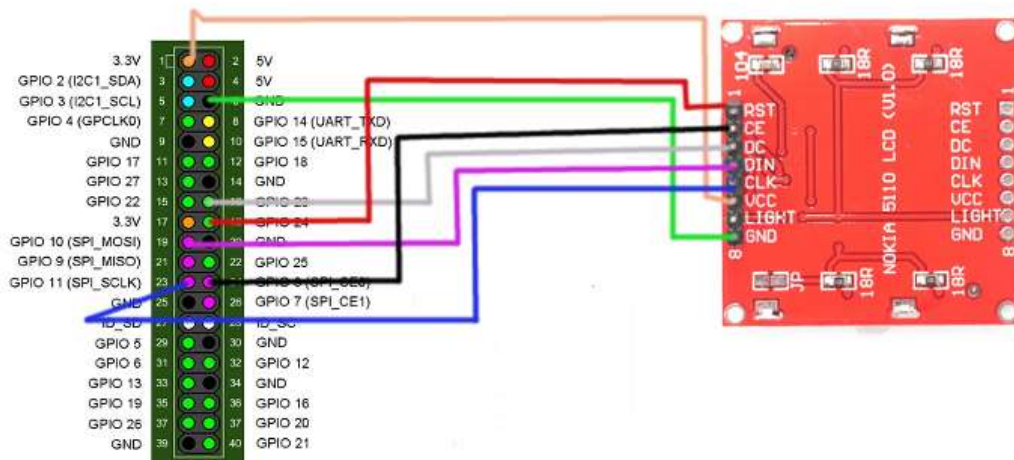 3.3V 1 2 5V
GPIO 2 (I2C1_SDA) 3 4 5V
GPIO 3 (I2C1_SCL) 5 6 GND
GPIO 4 (GPCLK0) 7 8 GPIO 14 (UART_TXD)
GND 9 10 GPIO 15 (UART_RXD)
GPIO 17 11 12 GPIO 18
GPIO 27 13 14 GND
GPIO 22 15 GPIO 23
3.3V 17 GPIO 24
GPIO 10 (SPI_MOSI) 19 GND
GPIO 9 (SPI_MISO) 21 22 GPIO 25
GPIO 11 (SPI_SCLK) 23 GPIO 8 (SPI_CE0)
GND 25 26 GPIO 7 (SPI_CE1)
ID_SD 27 28 ID_SC
GPIO 5 29 30 GND
GPIO 6 31 32 GPIO 12
GPIO 13 33 34 GND
GPIO 19 35 36 GPIO 16
GPIO 26 37 37 GPIO 20
GND 39 40 GPIO 21
104 18R 18R
1 1
RST RST
CE CE
DC DC
DIN DIN
CLK CLK
VCC VCC
LIGHT LIGHT
GND GND
8 8
NOKIA 5110 LCD (V1.0)
JP 18R 18R